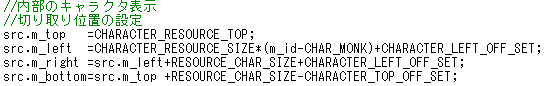 //内部のキャラクタ表示
//切り取り位置の設定
src.m_top   =CHARACTER_RESOURCE_TOP;
src.m_left  =CHARACTER_RESOURCE_SIZE*(m_id-CHAR_MONK)+CHARACTER_LEFT_OFF_SET;
src.m_right =src.m_left+RESOURCE_CHAR_SIZE+CHARACTER_LEFT_OFF_SET;
src.m_bottom=src.m_top +RESOURCE_CHAR_SIZE-CHARACTER_TOP_OFF_SET;